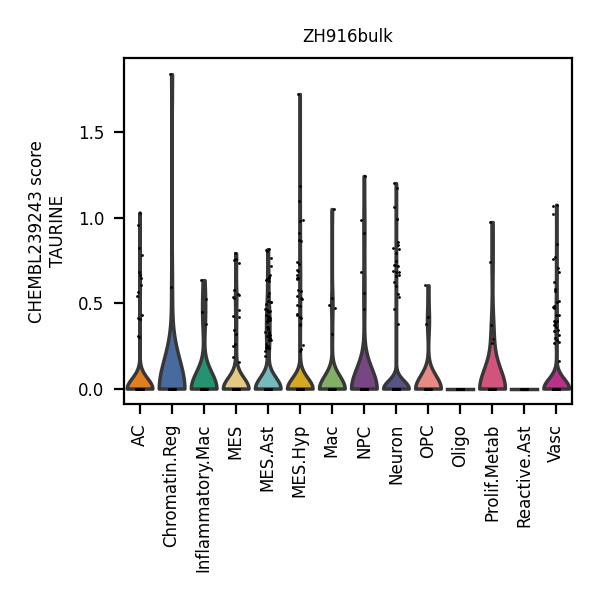 ZH916bulk
CHEMBL239243 score
TAURINE
1.5
1.0
0.5
0.0
AC
Chromatin.Reg
Inflammatory.Mac
MES
MES.Ast
MES.Hyp
Mac
NPC
Neuron
OPC
Oligo
Prolif.Metab
Reactive.Ast
Vasc